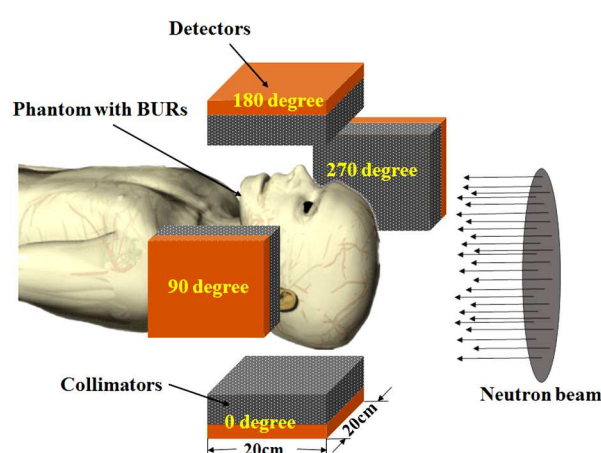 Detectors
180 degree
Phantom with BURs
270 degree
90 degree
Collimators
0 degree
Neutron beam
20cm
20cm